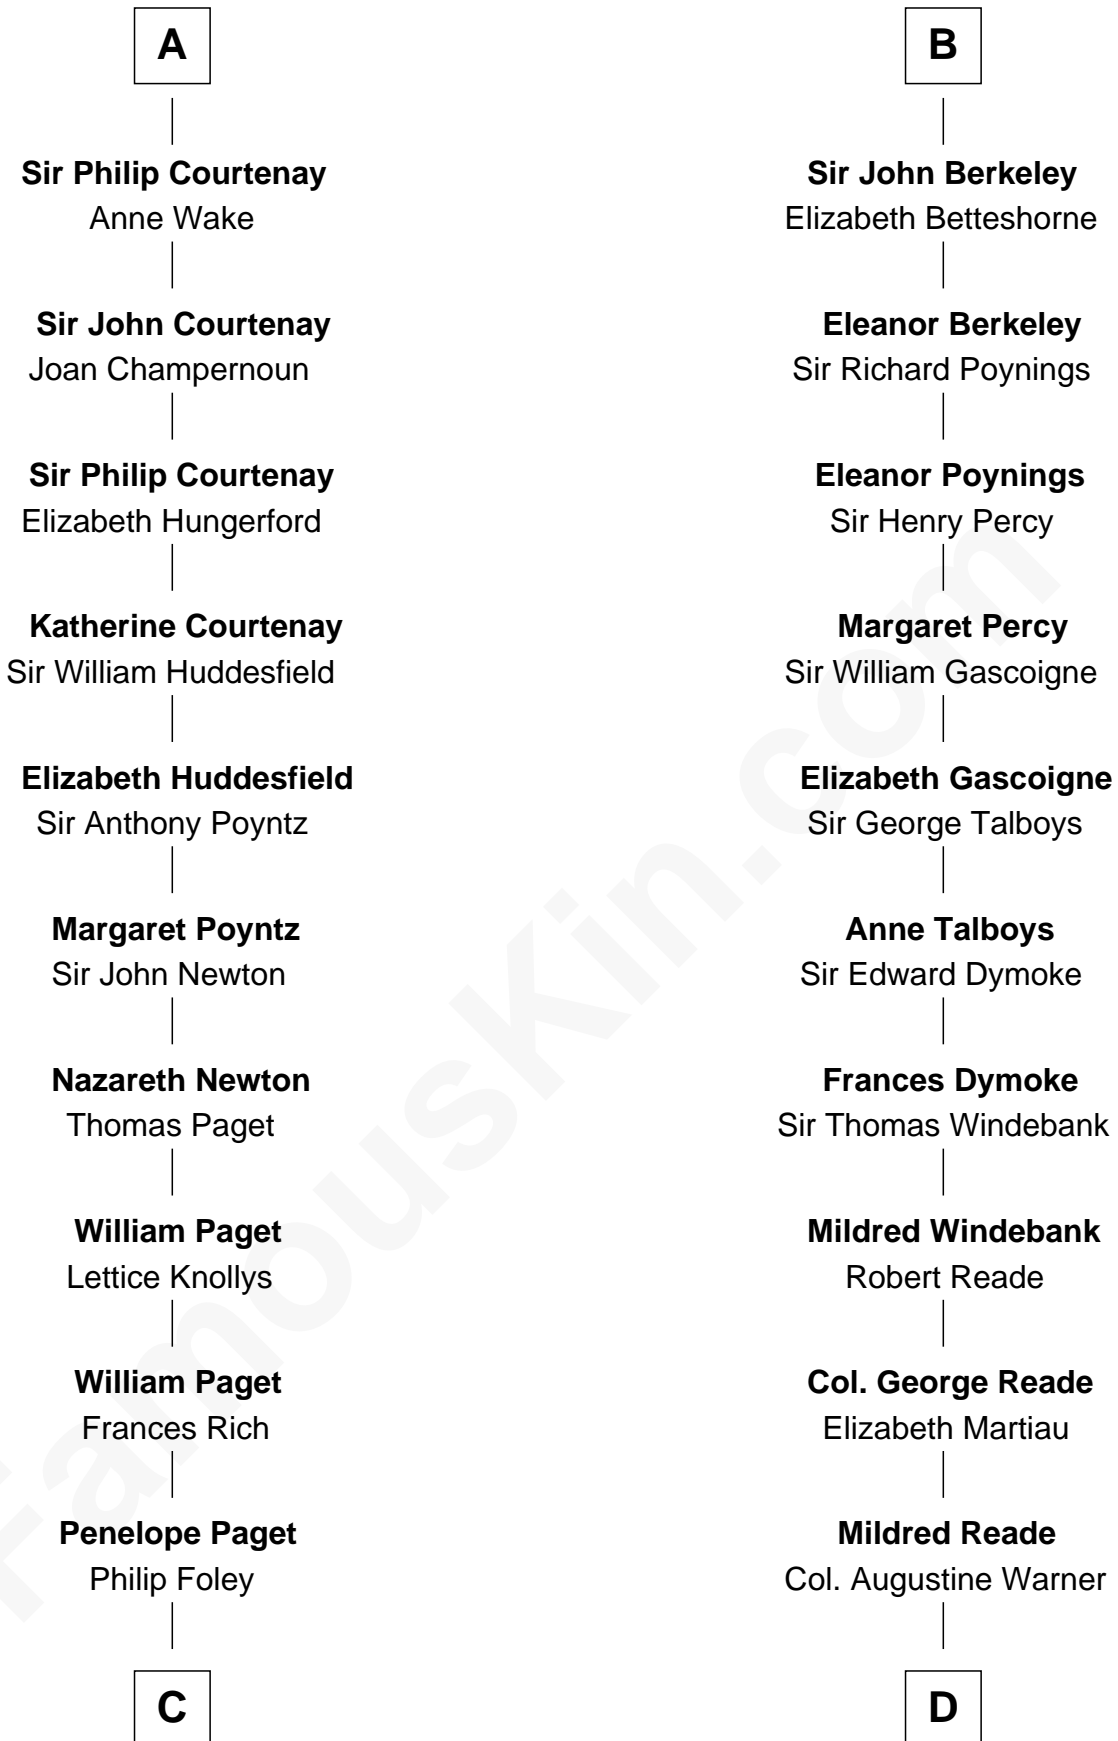 A
Sir Philip Courtenay
Anne Wake
Sir John Courtenay
Joan Champernoun
Sir Philip Courtenay
Elizabeth Hungerford
Katherine Courtenay
Sir William Huddesfield
Elizabeth Huddesfield
Sir Anthony Poyntz
Margaret Poyntz
Sir John Newton
Nazareth Newton
Thomas Paget
William Paget
Lettice Knollys
William Paget
Frances Rich
Penelope Paget
Philip Foley
C
B
Sir John Berkeley
Elizabeth Betteshorne
Eleanor Berkeley
Sir Richard Poynings
Eleanor Poynings
Sir Henry Percy
Margaret Percy
Sir William Gascoigne
Elizabeth Gascoigne
Sir George Talboys
Anne Talboys
Sir Edward Dymoke
Frances Dymoke
Sir Thomas Windebank
Mildred Windebank
Robert Reade
Col. George Reade
Elizabeth Martiau
Mildred Reade
Col. Augustine Warner
D
FamousKin.com